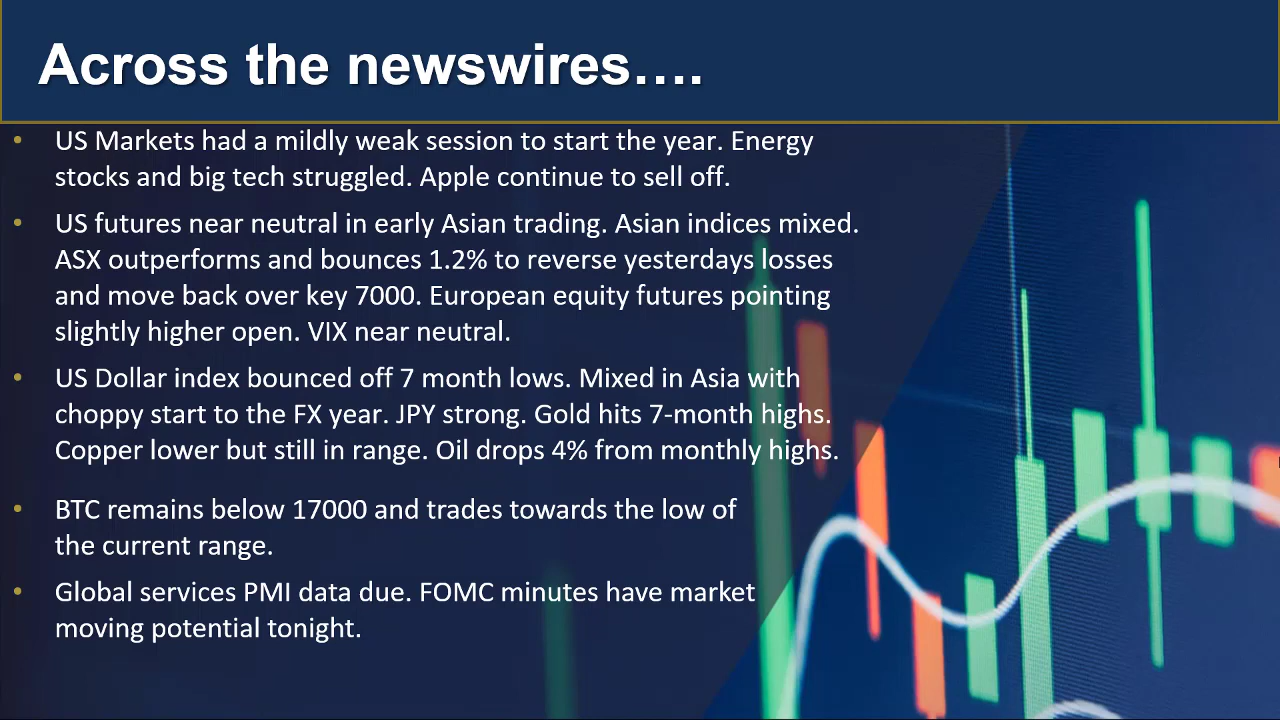 Across the newswires....
• US Markets had a mildly weak session to start the year. Energy
stocks and big tech struggled. Apple continue to sell off.
• US futures near neutral in early Asian trading. Asian indices mixed.
ASX outperforms and bounces 1.2% to reverse yesterdays losses
and move back over key 7000. European equity futures pointing
slightly higher open. VIX near neutral.
• US Dollar index bounced off 7 month lows. Mixed in Asia with
choppy start to the FX year. JPY strong. Gold hits 7-month highs.
Copper lower but still in range. Oil drops 4% from monthly highs.
• BTC remains below 17000 and trades towards the low of
the current range.
• Global services PMI data due. FOMC minutes have market
moving potential tonight.